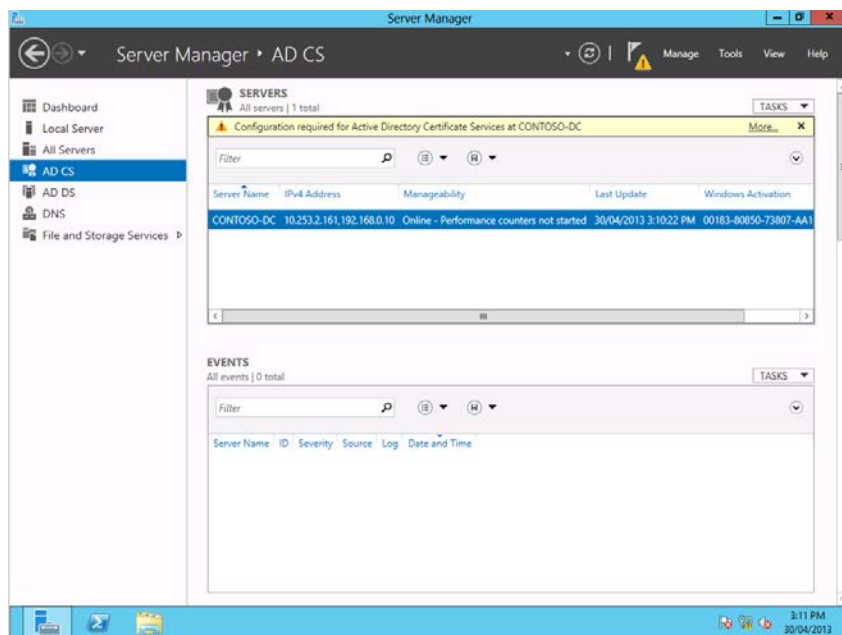 Server Manager
Server Manager • AD CS
Manage Tools View Help
Dashboard
Local Server
All Servers
AD CS
AD DS
DNS
File and Storage Services
SERVERS
All servers | 1 total
TASKS
Configuration required for Active Directory Certificate Services at CONTOSO-DC
More...
Filter
Server Name IPv4 Address Manageability Last Update Windows Activation
CONTOSO-DC 10.253.2.161,192.168.0.10 Online - Performance counters not started 30/04/2013 3:10:22 PM 00183-80850-73807-AA1
EVENTS
All events | 0 total
TASKS
Filter
Server Name ID Severity Source Log Date and Time
3:11 PM
30/04/2013